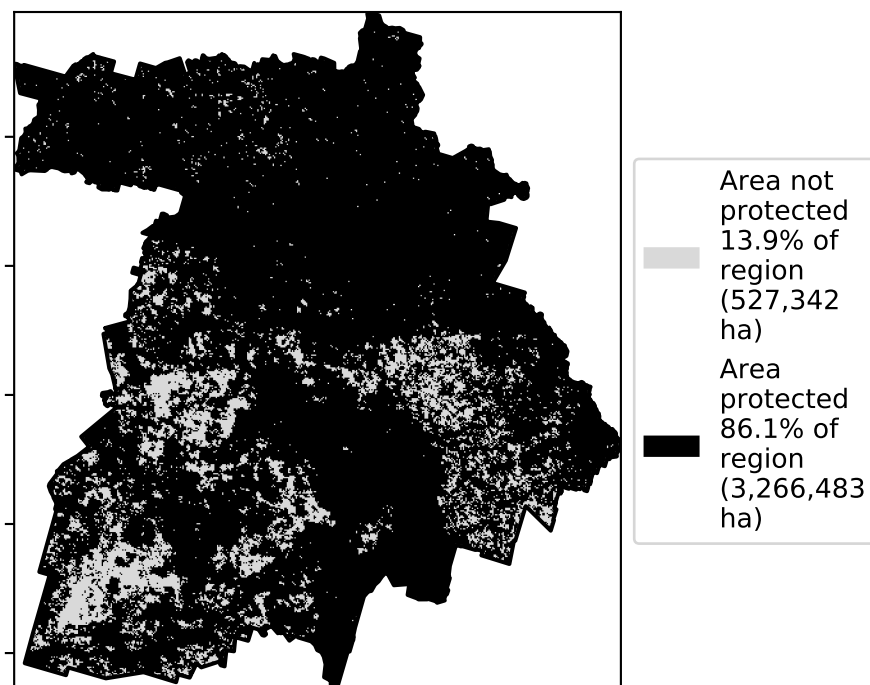 Area not
protected
13.9% of
region
(527,342
ha)
Area
protected
86.1% of
region
(3,266,483
ha)